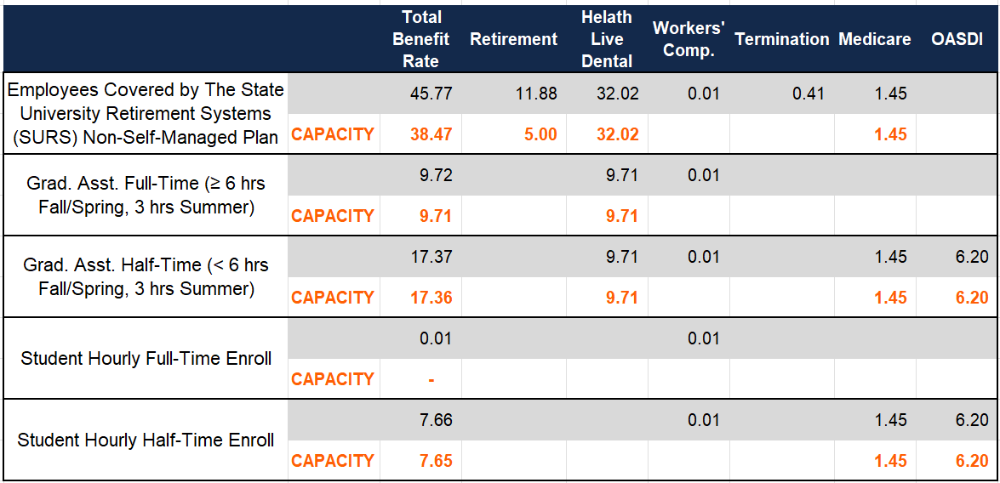 Total Benefit Rate Retirement Helath Live Dental Workers' Comp. Termination Medicare OASDI
Employees Covered by The State University Retirement Systems (SURS) Non-Self-Managed Plan 45.77 11.88 32.02 0.01 0.41 1.45
CAPACITY 38.47 5.00 32.02 1.45
Grad. Asst. Full-Time (≥ 6 hrs Fall/Spring, 3 hrs Summer) 9.72 9.71 0.01
CAPACITY 9.71 9.71
Grad. Asst. Half-Time (< 6 hrs Fall/Spring, 3 hrs Summer) 17.37 9.71 0.01 1.45 6.20
CAPACITY 17.36 9.71 1.45 6.20
Student Hourly Full-Time Enroll 0.01 0.01
CAPACITY -
Student Hourly Half-Time Enroll 7.66 0.01 1.45 6.20
CAPACITY 7.65 1.45 6.20